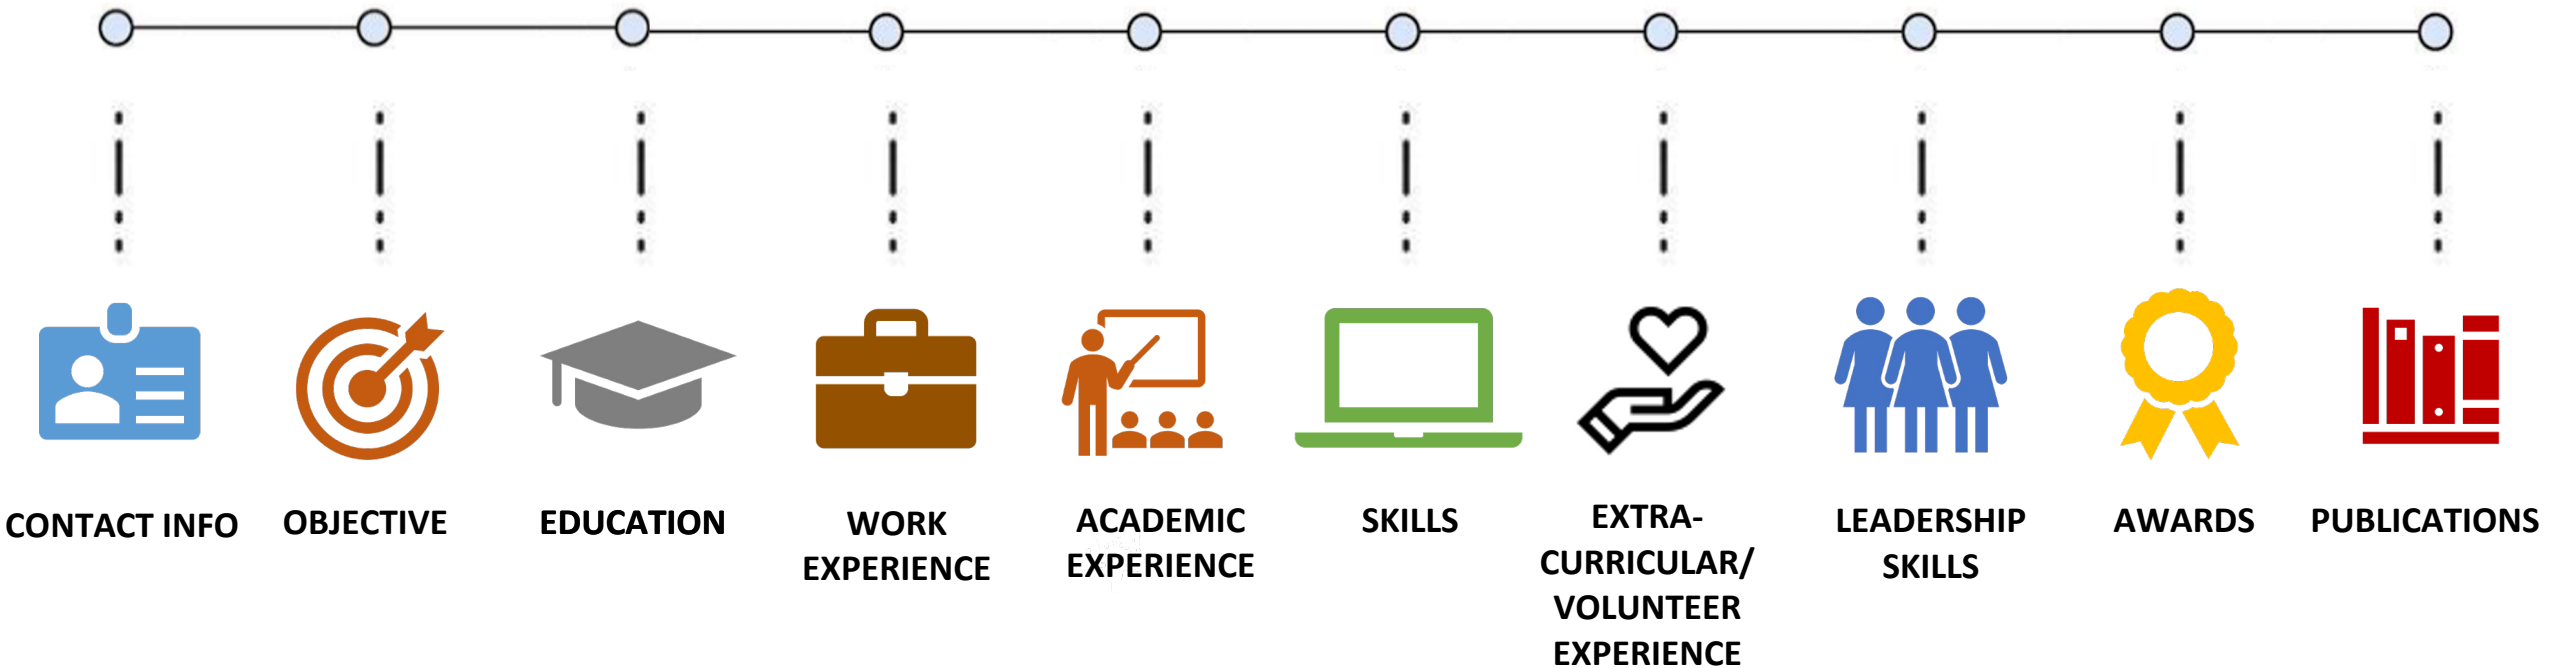 CONTACT INFO
OBJECTIVE
EDUCATION
WORK
EXPERIENCE
ACADEMIC
EXPERIENCE
SKILLS
EXTRA-
CURRICULAR/
VOLUNTEER
EXPERIENCE
LEADERSHIP
SKILLS
AWARDS
PUBLICATIONS